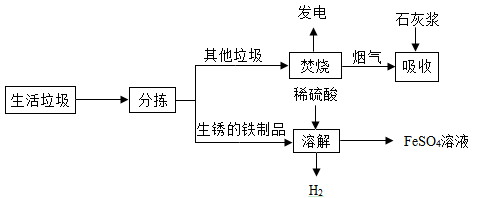 发电
石灰浆
其他垃圾
焚烧
烟气
吸收
生活垃圾
分拣
稀硫酸
生锈的铁制品
溶解
FeSO₄溶液
H₂